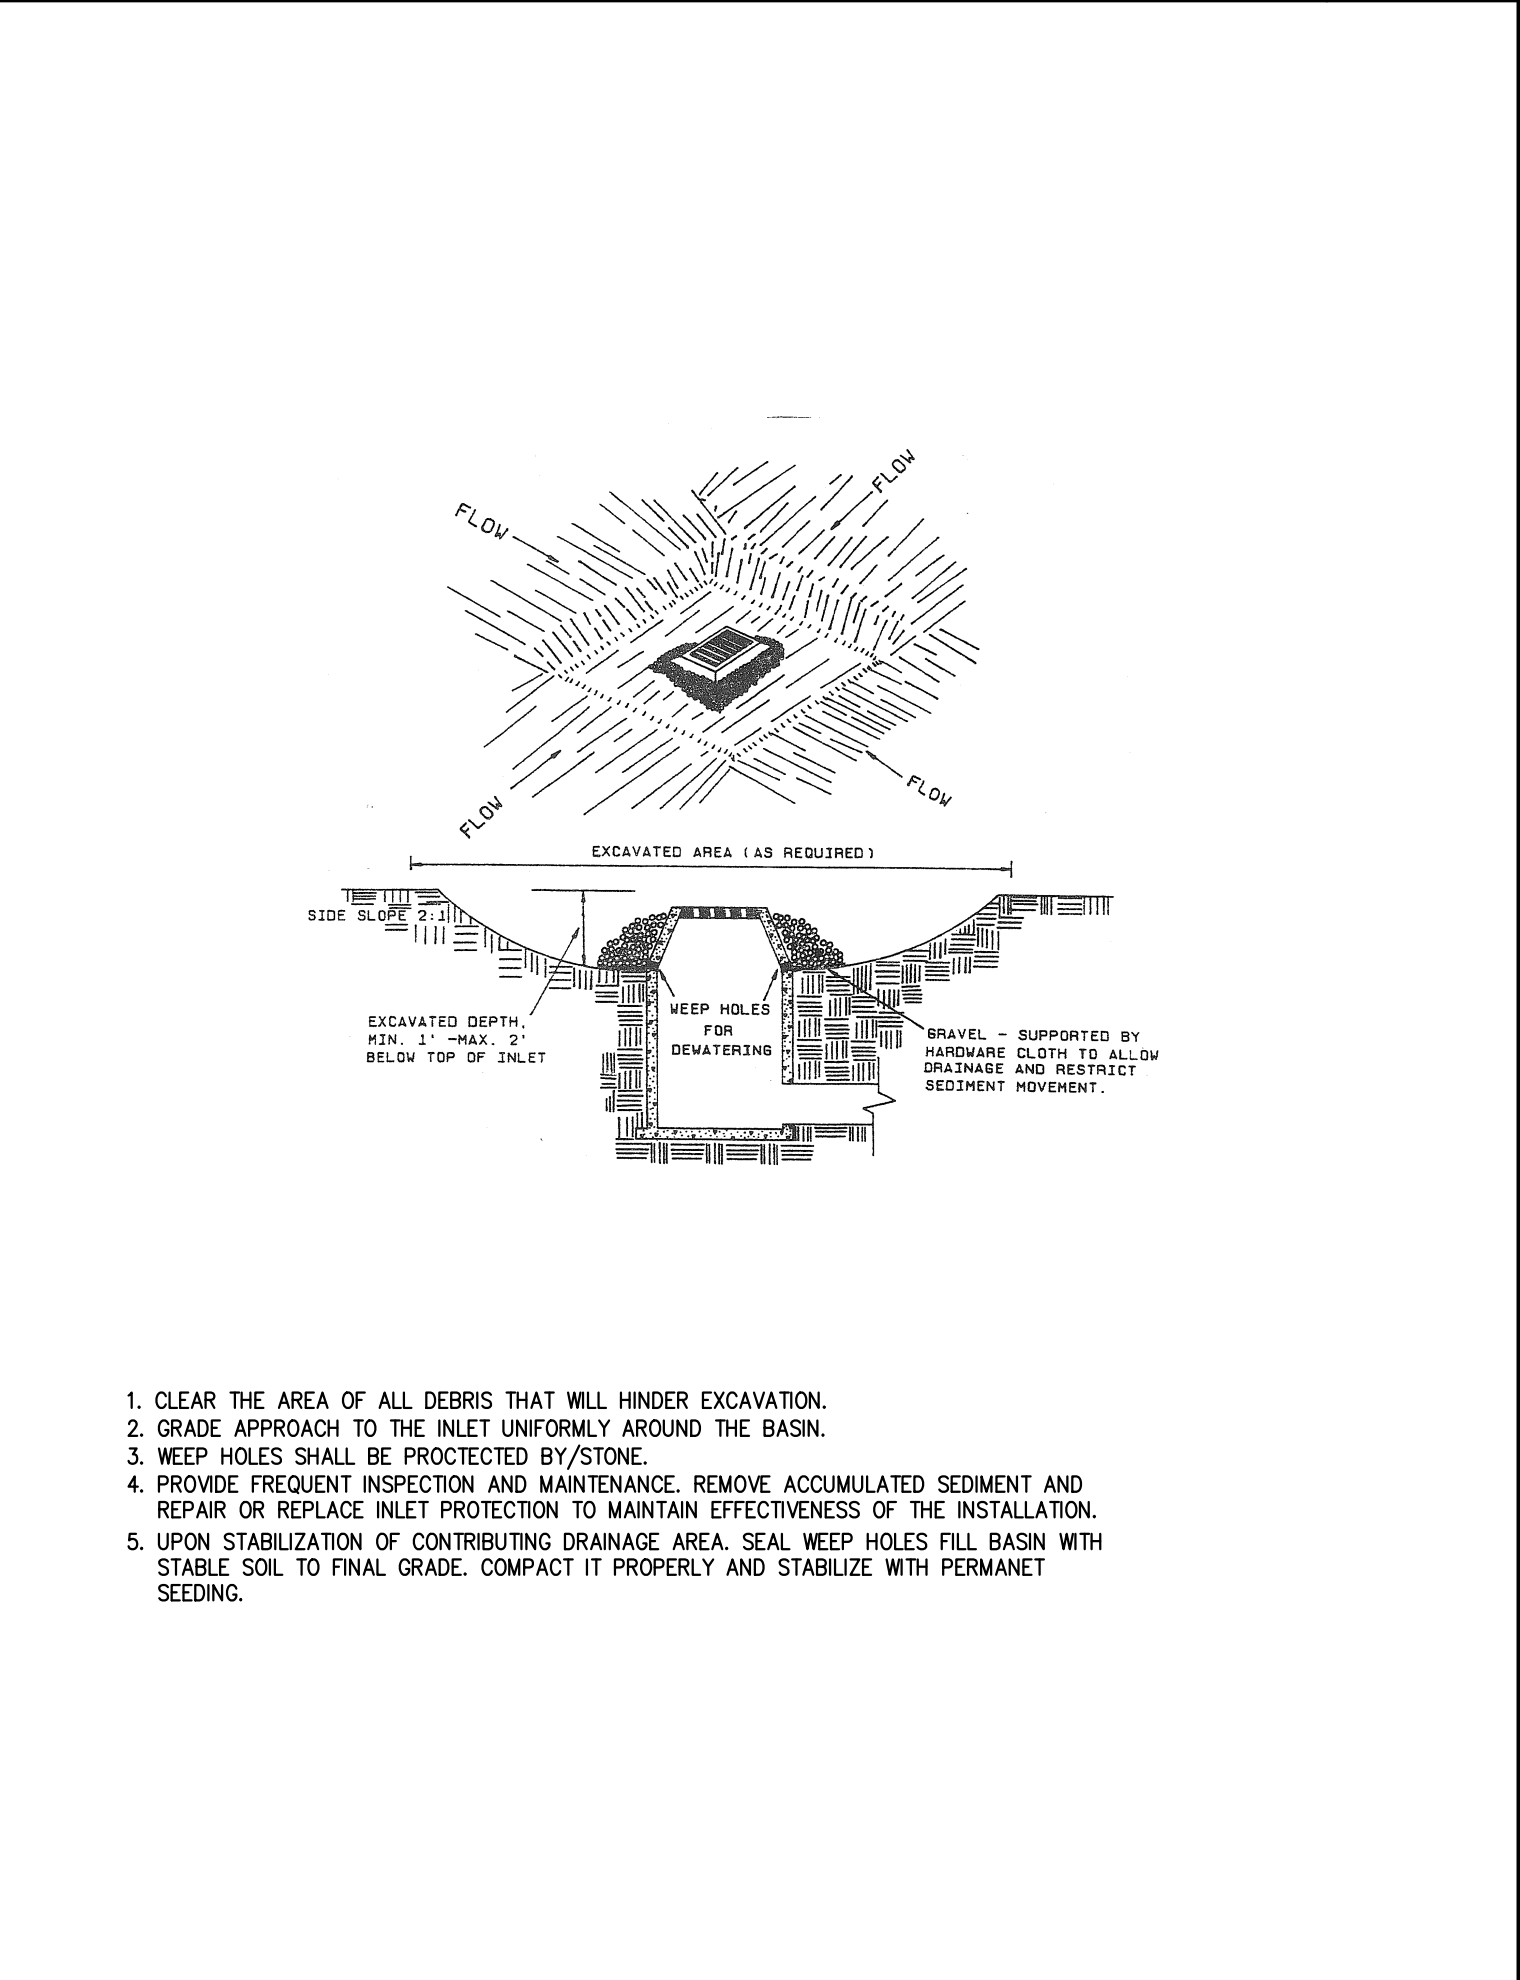 FLOW
FLOW
FLOW
FLOW
EXCAVATED AREA (AS REQUIRED)
SIDE SLOPE 2:1
EXCAVATED DEPTH,
MIN. 1' -MAX. 2'
BELOW TOP OF INLET
WEEP HOLES
FOR
DEWATERING
GRAVEL - SUPPORTED BY
HARDWARE CLOTH TO ALLOW
DRAINAGE AND RESTRICT
SEDIMENT MOVEMENT.
1. CLEAR THE AREA OF ALL DEBRIS THAT WILL HINDER EXCAVATION.
2. GRADE APPROACH TO THE INLET UNIFORMLY AROUND THE BASIN.
3. WEEP HOLES SHALL BE PROCTECTED BY/STONE.
4. PROVIDE FREQUENT INSPECTION AND MAINTENANCE. REMOVE ACCUMULATED SEDIMENT AND
REPAIR OR REPLACE INLET PROTECTION TO MAINTAIN EFFECTIVENESS OF THE INSTALLATION.
5. UPON STABILIZATION OF CONTRIBUTING DRAINAGE AREA. SEAL WEEP HOLES FILL BASIN WITH
STABLE SOIL TO FINAL GRADE. COMPACT IT PROPERLY AND STABILIZE WITH PERMANET
SEEDING.